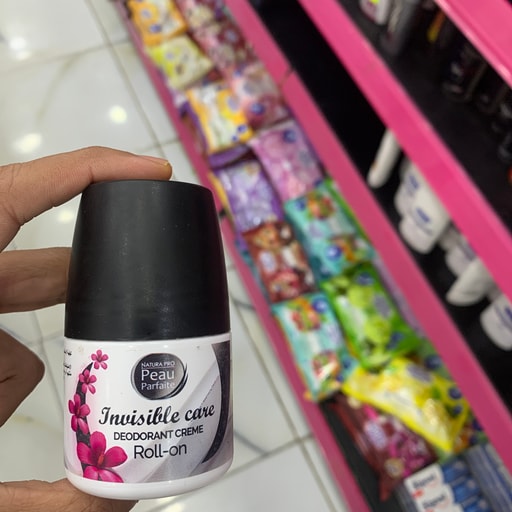 NATURA PRO
Peau
Parfaite
Invisible care
DEODORANT CREME
Roll-on